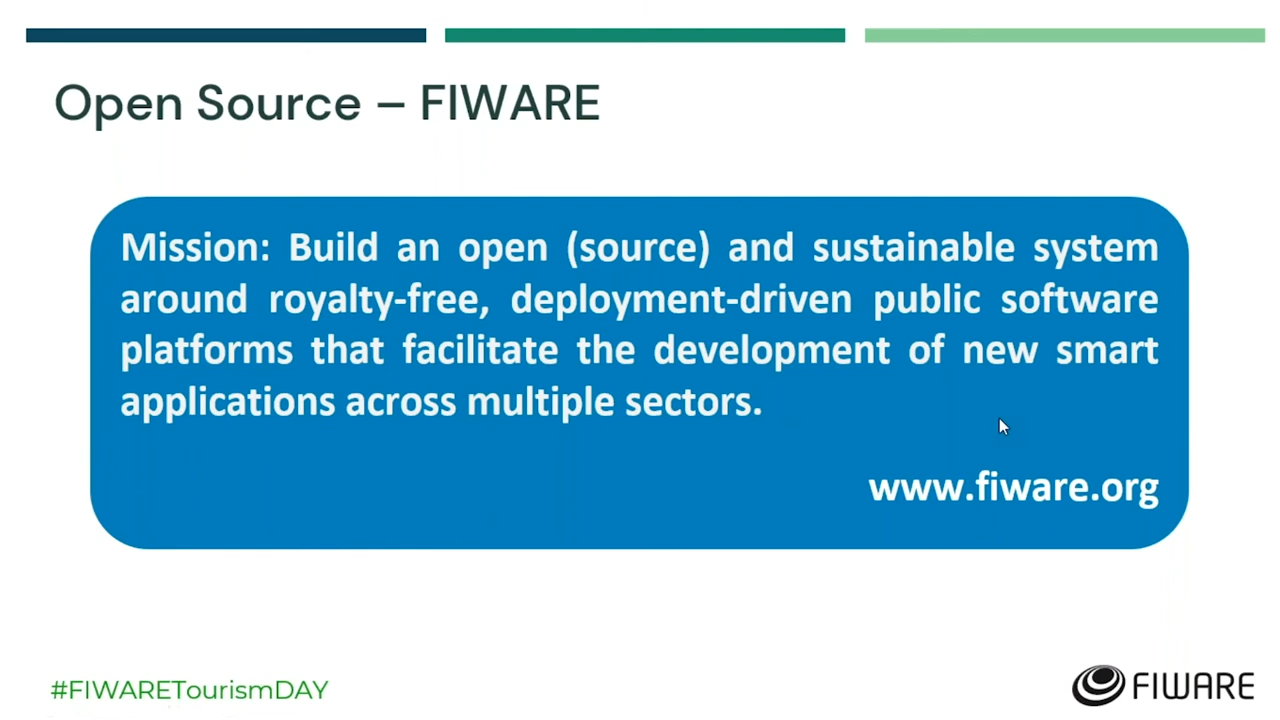 Open Source – FIWARE
Mission: Build an open (source) and sustainable system
around royalty-free, deployment-driven public software
platforms that facilitate the development of new smart
applications across multiple sectors.
www.fiware.org
#FIWARETourismDAY
FIWARE